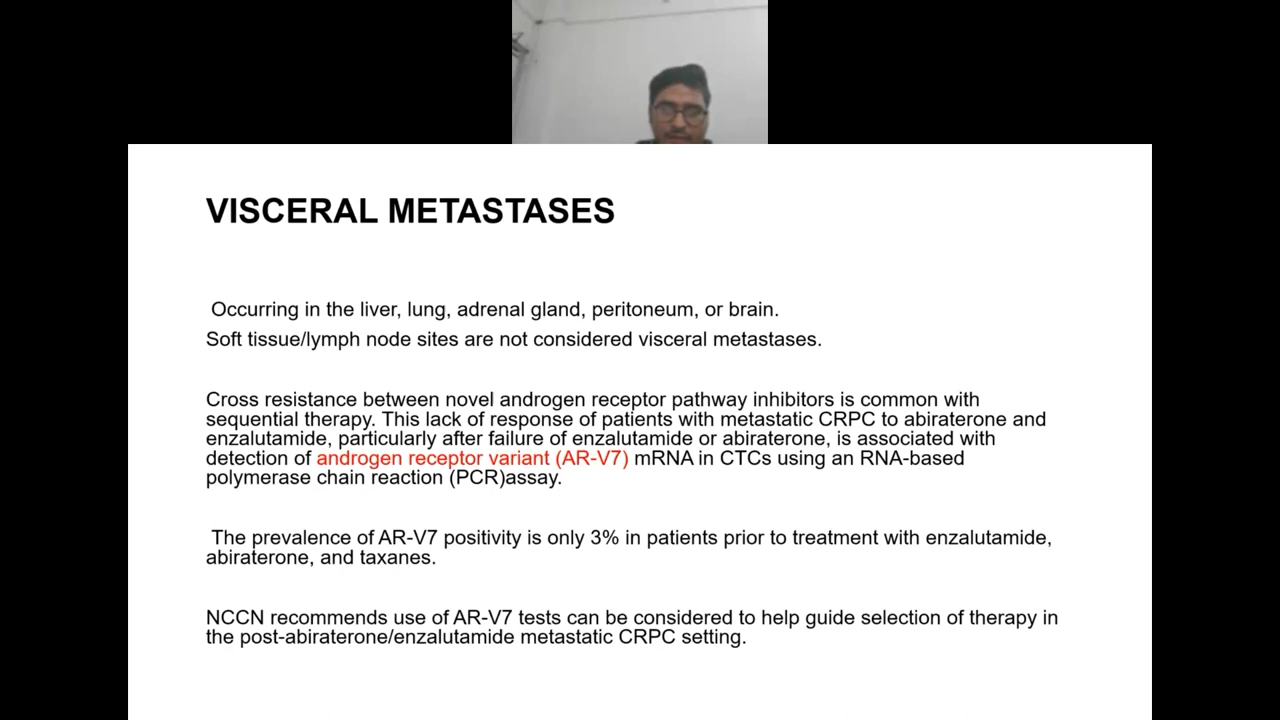 VISCERAL METASTASES
Occurring in the liver, lung, adrenal gland, peritoneum, or brain.
Soft tissue/lymph node sites are not considered visceral metastases.
Cross resistance between novel androgen receptor pathway inhibitors is common with
sequential therapy. This lack of response of patients with metastatic CRPC to abiraterone and
enzalutamide, particularly after failure of enzalutamide or abiraterone, is associated with
detection of androgen receptor variant (AR-V7) mRNA in CTCs using an RNA-based
polymerase chain reaction (PCR)assay.
The prevalence of AR-V7 positivity is only 3% in patients prior to treatment with enzalutamide,
abiraterone, and taxanes.
NCCN recommends use of AR-V7 tests can be considered to help guide selection of therapy in
the post-abiraterone/enzalutamide metastatic CRPC setting.